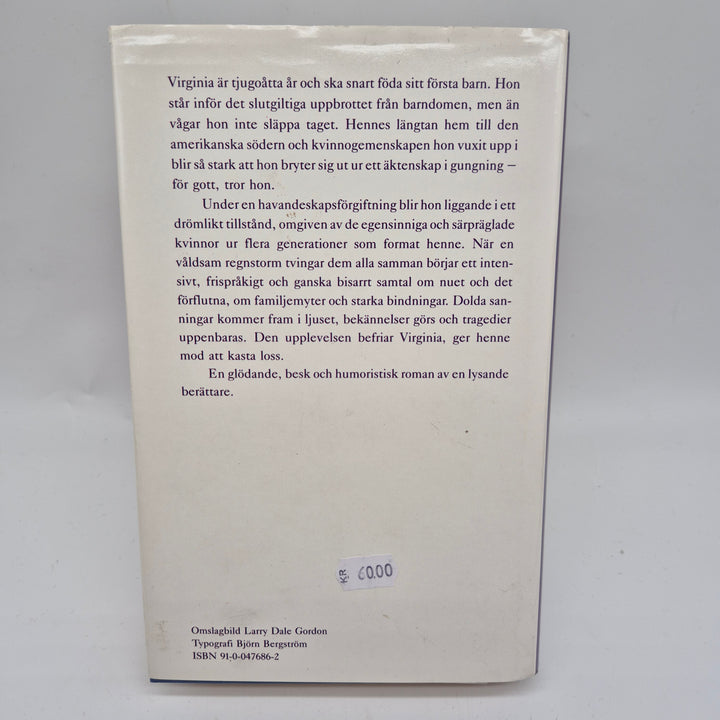 Virginia är tjugoåtta år och ska snart föda sitt första barn. Hon
står inför det slutgiltiga uppbrottet från barndomen, men än
vågar hon inte släppa taget. Hennes längtan hem till den
amerikanska södern och kvinnogemenskapen hon vuxit upp i
blir så stark att hon bryter sig ut ur ett äktenskap i gungning –
för gott, tror hon.
Under en havandeskapsförgiftning blir hon liggande i ett
drömlikt tillstånd, omgiven av de egensinniga och särpräglade
kvinnor ur flera generationer som format henne. När en
våldsam regnstorm tvingar dem alla samman börjar ett inten-
sivt, frispråkigt och ganska bisarrt samtal om nuet och det
förflutna, om familjemyter och starka bindningar. Dolda san-
ningar kommer fram i ljuset, bekännelser görs och tragedier
uppenbaras. Den upplevelsen befriar Virginia, ger henne
mod att kasta loss.
En glödande, besk och humoristisk roman av en lysande
berättare.
KR 60.00
Omslagbild Larry Dale Gordon
Typografi Björn Bergström
ISBN 91-0-047686-2